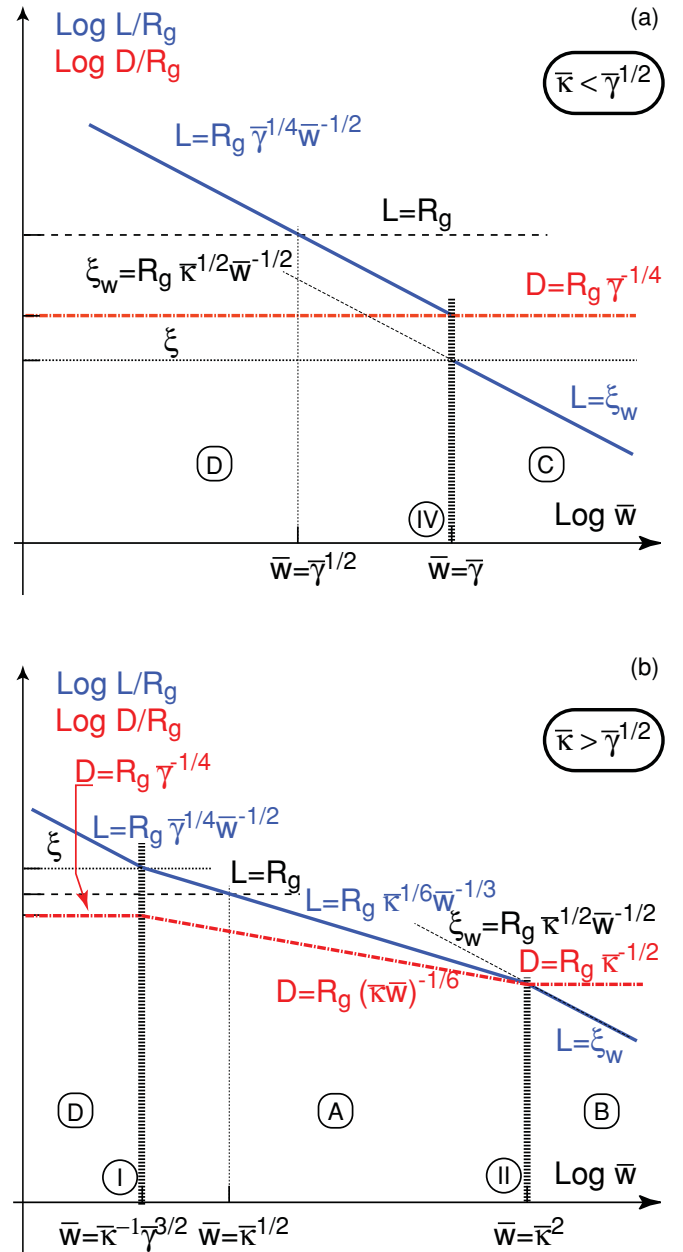 (a)
Log L/R_g
Log D/R_g
κ̄ < γ̄^{1/2}
L=R_g γ̄^{1/4}w̄^{-1/2}
L=R_g
ξ_w=R_g κ̄^{1/2}w̄^{-1/2}
D=R_g γ̄^{-1/4}
ξ
L=ξ_w
D
C
IV
Log w̄
w̄=γ̄^{1/2}
w̄=γ̄
(b)
Log L/R_g
Log D/R_g
κ̄ > γ̄^{1/2}
D=R_g γ̄^{-1/4}
L=R_g γ̄^{1/4}w̄^{-1/2}
ξ
L=R_g
L=R_g κ̄^{1/6}w̄^{-1/3}
ξ_w=R_g κ̄^{1/2}w̄^{-1/2}
D=R_g κ̄^{-1/2}
D=R_g (κ̄w̄)^{-1/6}
L=ξ_w
D
A
B
I
II
Log w̄
w̄=κ̄^{-1}γ̄^{3/2}
w̄=κ̄^{1/2}
w̄=κ̄^2